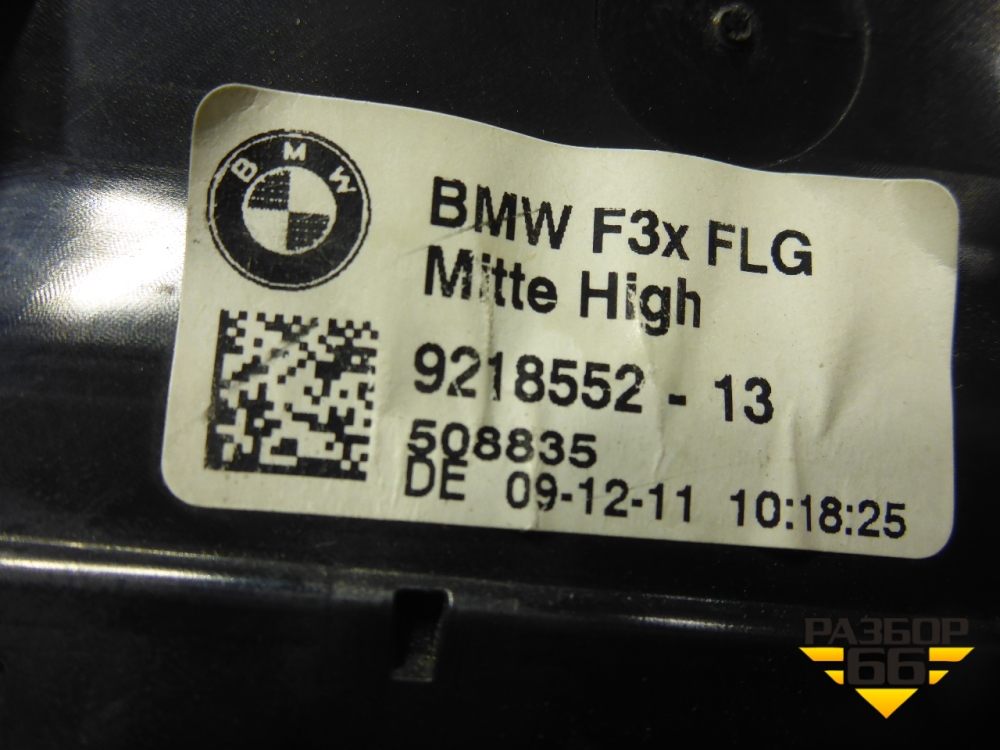 BMW
BMW F3x FLG
Mitte High
9218552 - 13
508835
DE 09-12-11 10:18:25
РАЗБОР
66